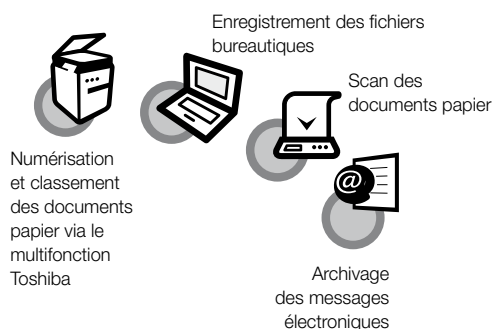 Enregistrement des fichiers
bureautiques
Scan des
documents papier
Numérisation
et classement
des documents
papier via le
multifonction
Toshiba
@
Archivage
des messages
électroniques